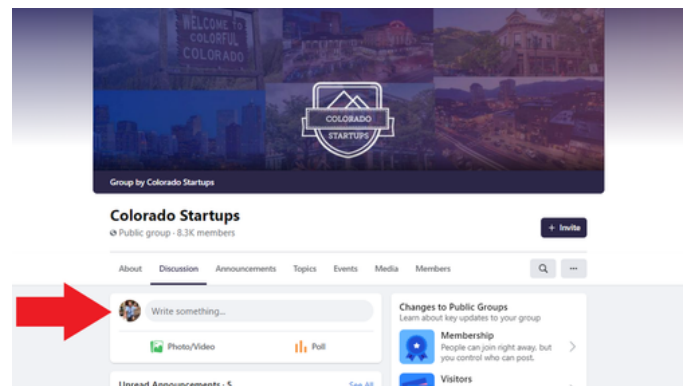 WELCOME TO
COLORFUL
COLORADO
COLORADO
STARTUPS
Group by Colorado Startups
Colorado Startups
Public group · 8.3K members
+ Invite
About Discussion Announcements Topics Events Media Members
Write something...
Photo/Video
Poll
Unread Announcements · 5
See All
Changes to Public Groups
Learn about key updates to your group
Membership
People can join right away, but
you control who can post.
Visitors